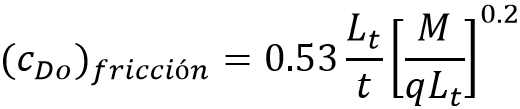 (c_{Do})_{fricción} = 0.53 \frac{L_t}{t} \left[ \frac{M}{qL_t} \right]^{0.2}